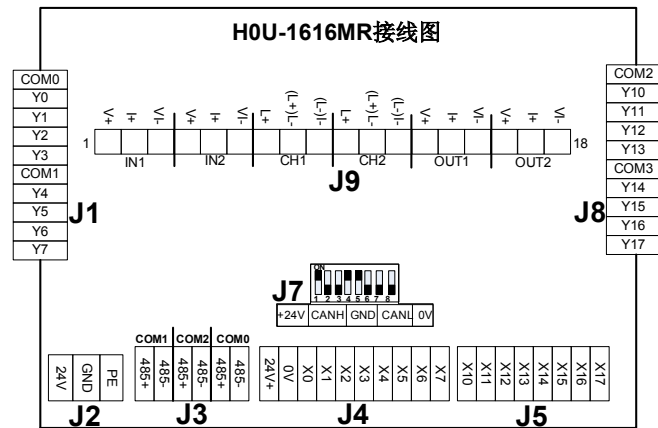 H0U-1616MR接线图
COM0
Y0
Y1
Y2
Y3
COM1
Y4
Y5
Y6
Y7
J1
V+ I+ VI- V+ I+ VI- L+ (L+)L- (L-)I- L+ (L+)L- (L-)I- V+ I+ VI- V+ I+ VI-
1 18
IN1 IN2 CH1 CH2 OUT1 OUT2
J9
COM2
Y10
Y11
Y12
Y13
COM3
Y14
Y15
Y16
Y17
J8
ON
1 2 3 4 5 6 7 8
J7
+24V CANH GND CANL 0V
24V GND PE
J2
COM1 COM2 COM0
485+ 485- 485+ 485- 485+ 485-
J3
24V+ 0V X0 X1 X2 X3 X4 X5 X6 X7
J4
X10 X11 X12 X13 X14 X15 X16 X17
J5